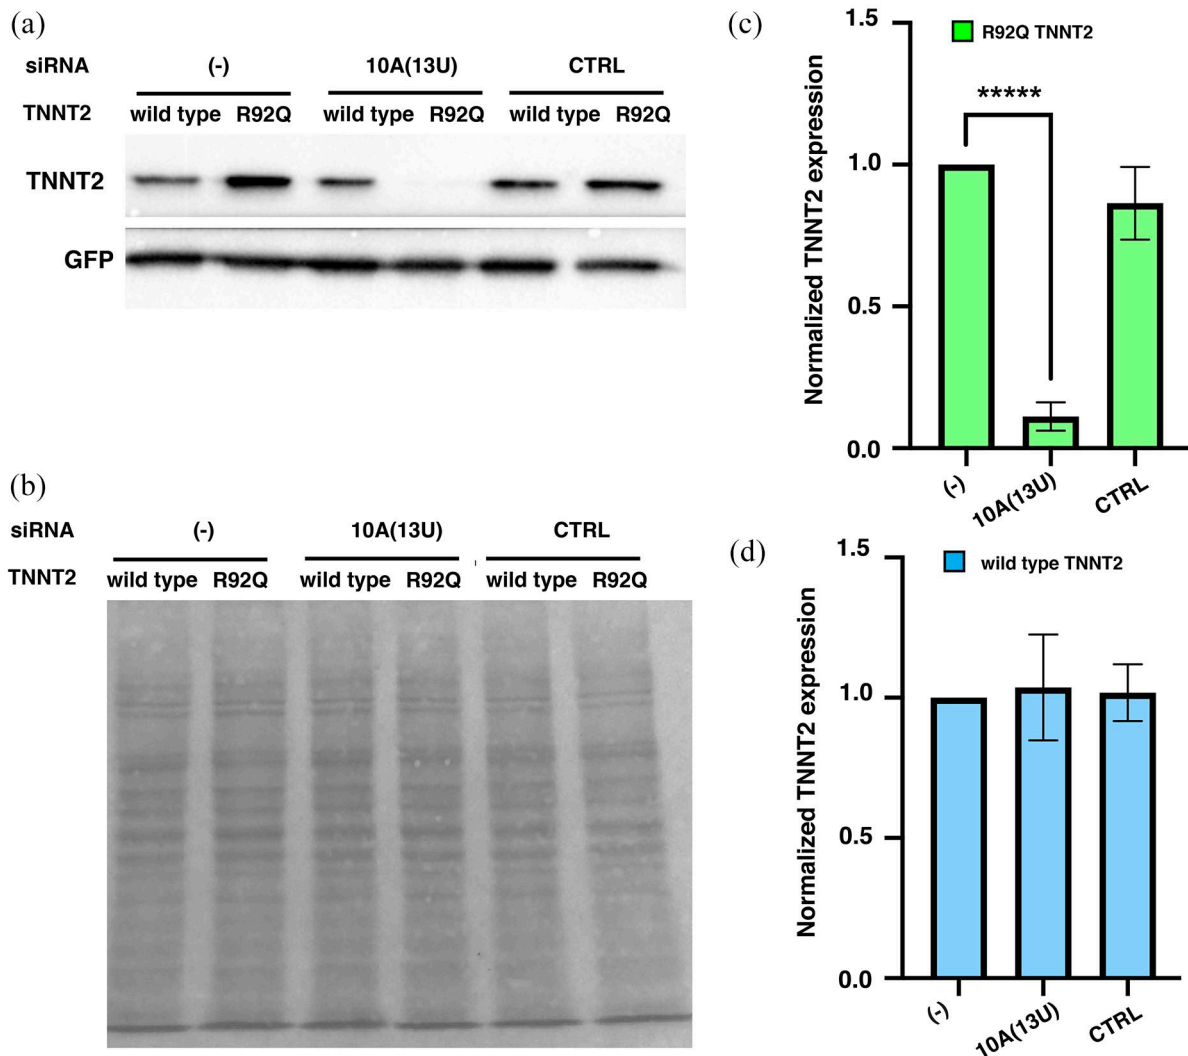 (a)
siRNA (-) 10A(13U) CTRL
TNNT2 wild type R92Q wild type R92Q wild type R92Q
TNNT2
GFP
(b)
siRNA (-) 10A(13U) CTRL
TNNT2 wild type R92Q wild type R92Q wild type R92Q
(c)
R92Q TNNT2
*****
Normalized TNNT2 expression
1.5
1.0
0.5
0.0
(-) 10A(13U) CTRL
(d)
wild type TNNT2
Normalized TNNT2 expression
1.5
1.0
0.5
0.0
(-) 10A(13U) CTRL